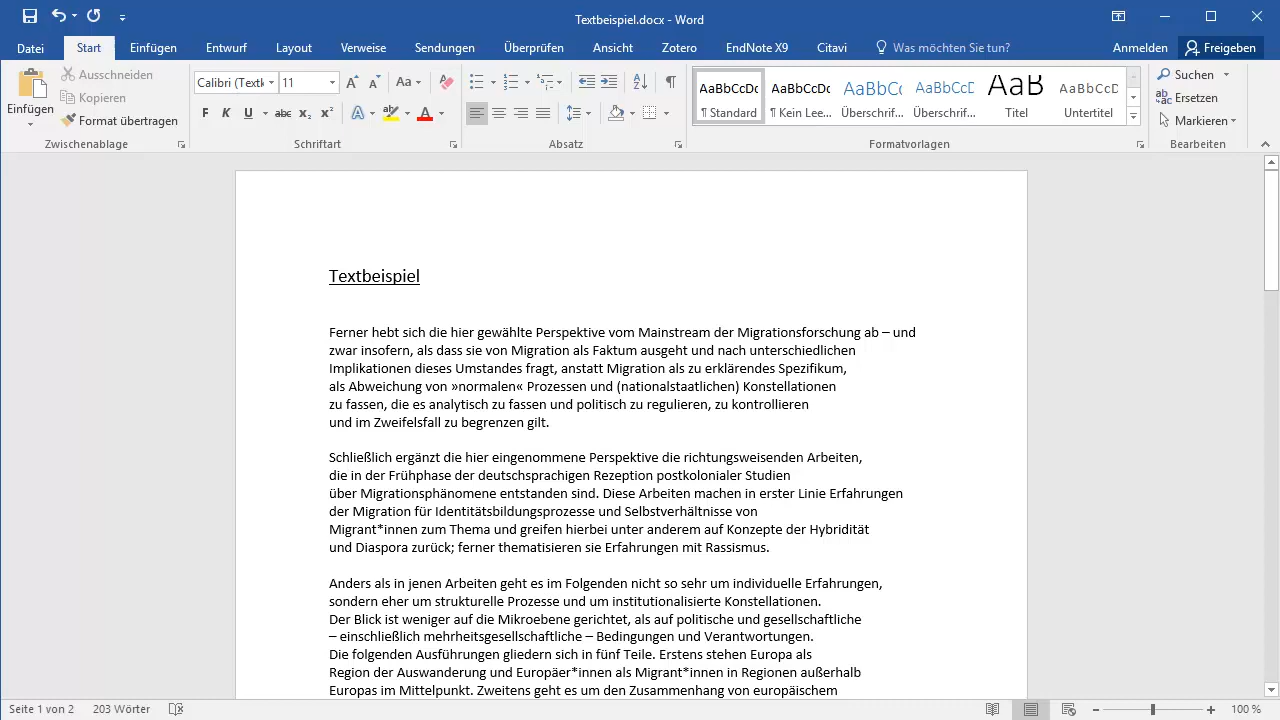 Textbeispiel.docx - Word
Datei Start Einfügen Entwurf Layout Verweise Sendungen Überprüfen Ansicht Zotero EndNote X9 Citavi Was möchten Sie tun? Anmelden Freigeben
Einfügen
Ausschneiden
Kopieren
Format übertragen
Zwischenablage
Calibri (Textk 11
F K U abc x₂ x²
Schriftart
Absatz
AaBbCcDc AaBbCcDc AaBbCc AaBbCcD AaB AaBbCcD
¶ Standard ¶ Kein Lee... Überschrif... Überschrif... Titel Untertitel
Formatvorlagen
Suchen
Ersetzen
Markieren
Bearbeiten
Textbeispiel
Ferner hebt sich die hier gewählte Perspektive vom Mainstream der Migrationsforschung ab – und
zwar insofern, als dass sie von Migration als Faktum ausgeht und nach unterschiedlichen
Implikationen dieses Umstandes fragt, anstatt Migration als zu erklärendes Spezifikum,
als Abweichung von »normalen« Prozessen und (nationalstaatlichen) Konstellationen
zu fassen, die es analytisch zu fassen und politisch zu regulieren, zu kontrollieren
und im Zweifelsfall zu begrenzen gilt.
Schließlich ergänzt die hier eingenommene Perspektive die richtungsweisenden Arbeiten,
die in der Frühphase der deutschsprachigen Rezeption postkolonialer Studien
über Migrationsphänomene entstanden sind. Diese Arbeiten machen in erster Linie Erfahrungen
der Migration für Identitätsbildungsprozesse und Selbstverhältnisse von
Migrant*innen zum Thema und greifen hierbei unter anderem auf Konzepte der Hybridität
und Diaspora zurück; ferner thematisieren sie Erfahrungen mit Rassismus.
Anders als in jenen Arbeiten geht es im Folgenden nicht so sehr um individuelle Erfahrungen,
sondern eher um strukturelle Prozesse und um institutionalisierte Konstellationen.
Der Blick ist weniger auf die Mikroebene gerichtet, als auf politische und gesellschaftliche
– einschließlich mehrheitsgesellschaftliche – Bedingungen und Verantwortungen.
Die folgenden Ausführungen gliedern sich in fünf Teile. Erstens stehen Europa als
Region der Auswanderung und Europäer*innen als Migrant*innen in Regionen außerhalb
Europas im Mittelpunkt. Zweitens geht es um den Zusammenhang von europäischem
Seite 1 von 2 203 Wörter 100 %